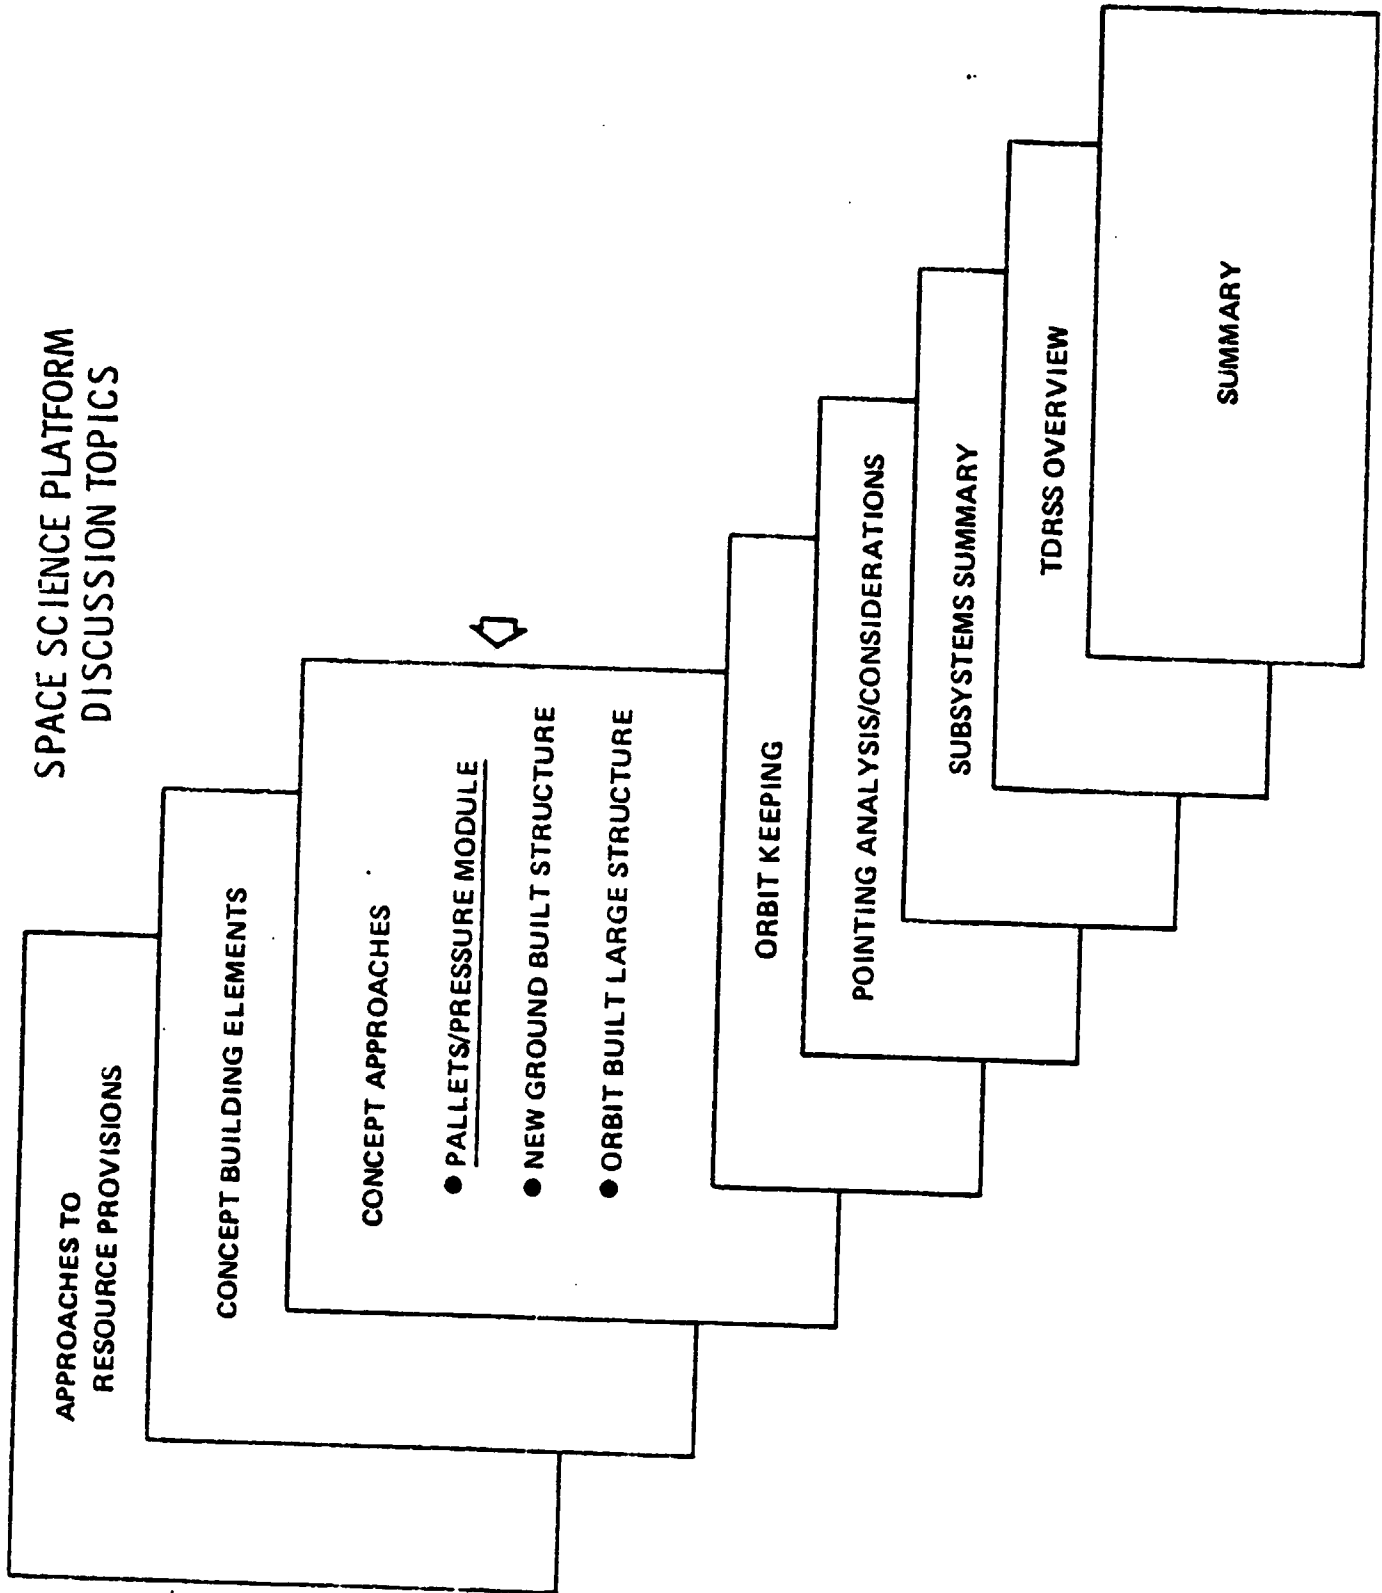 SPACE SCIENCE PLATFORM
DISCUSSION TOPICS
APPROACHES TO
RESOURCE PROVISIONS
CONCEPT BUILDING ELEMENTS
CONCEPT APPROACHES
● PALLETS/PRESSURE MODULE
● NEW GROUND BUILT STRUCTURE
● ORBIT BUILT LARGE STRUCTURE
ORBIT KEEPING
POINTING ANALYSIS/CONSIDERATIONS
SUBSYSTEMS SUMMARY
TDRSS OVERVIEW
SUMMARY